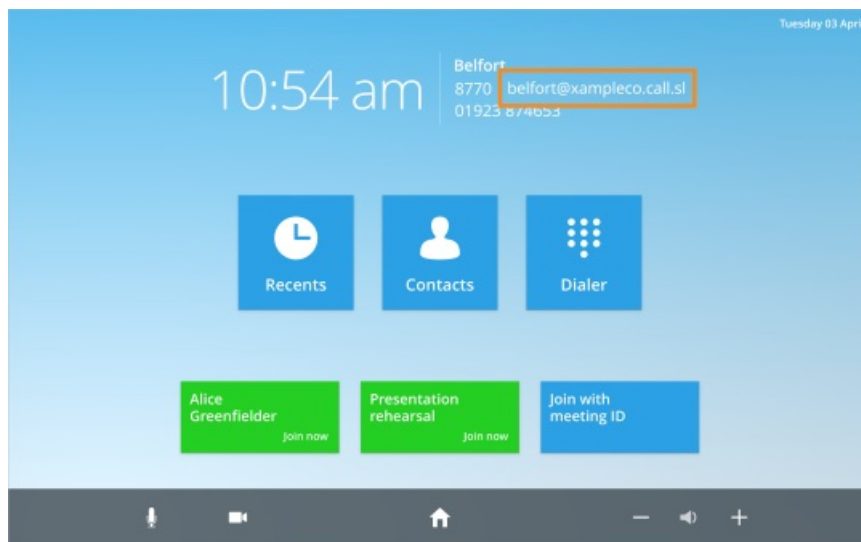 Tuesday 03 Apri
10:54 am
Belfort
8770 belfort@xampleco.call.sl
01923 874653
Recents
Contacts
Dialer
Alice
Greenfielder
Join now
Presentation
rehearsal
Join now
Join with
meeting ID